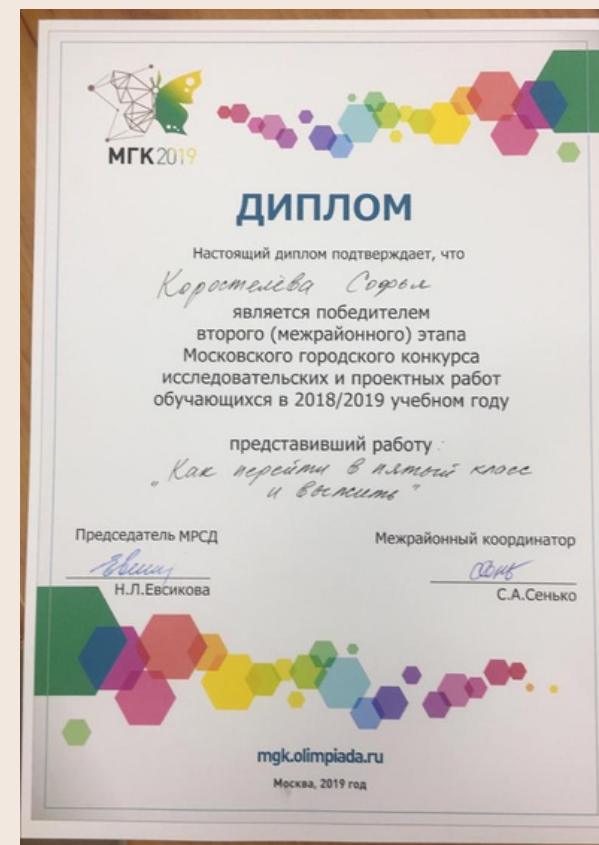 МГК2019
ДИПЛОМ
Настоящий диплом подтверждает, что
Коростелёва Софья
является победителем
второго (межрайонного) этапа
Московского городского конкурса
исследовательских и проектных работ
обучающихся в 2018/2019 учебном году
представивший работу :
„Как перейти в пятый класс
и выжить"
Председатель МРСД
Межрайонный координатор
Н.Л.Евсикова
С.А.Сенько
mgk.olimpiada.ru
Москва, 2019 год